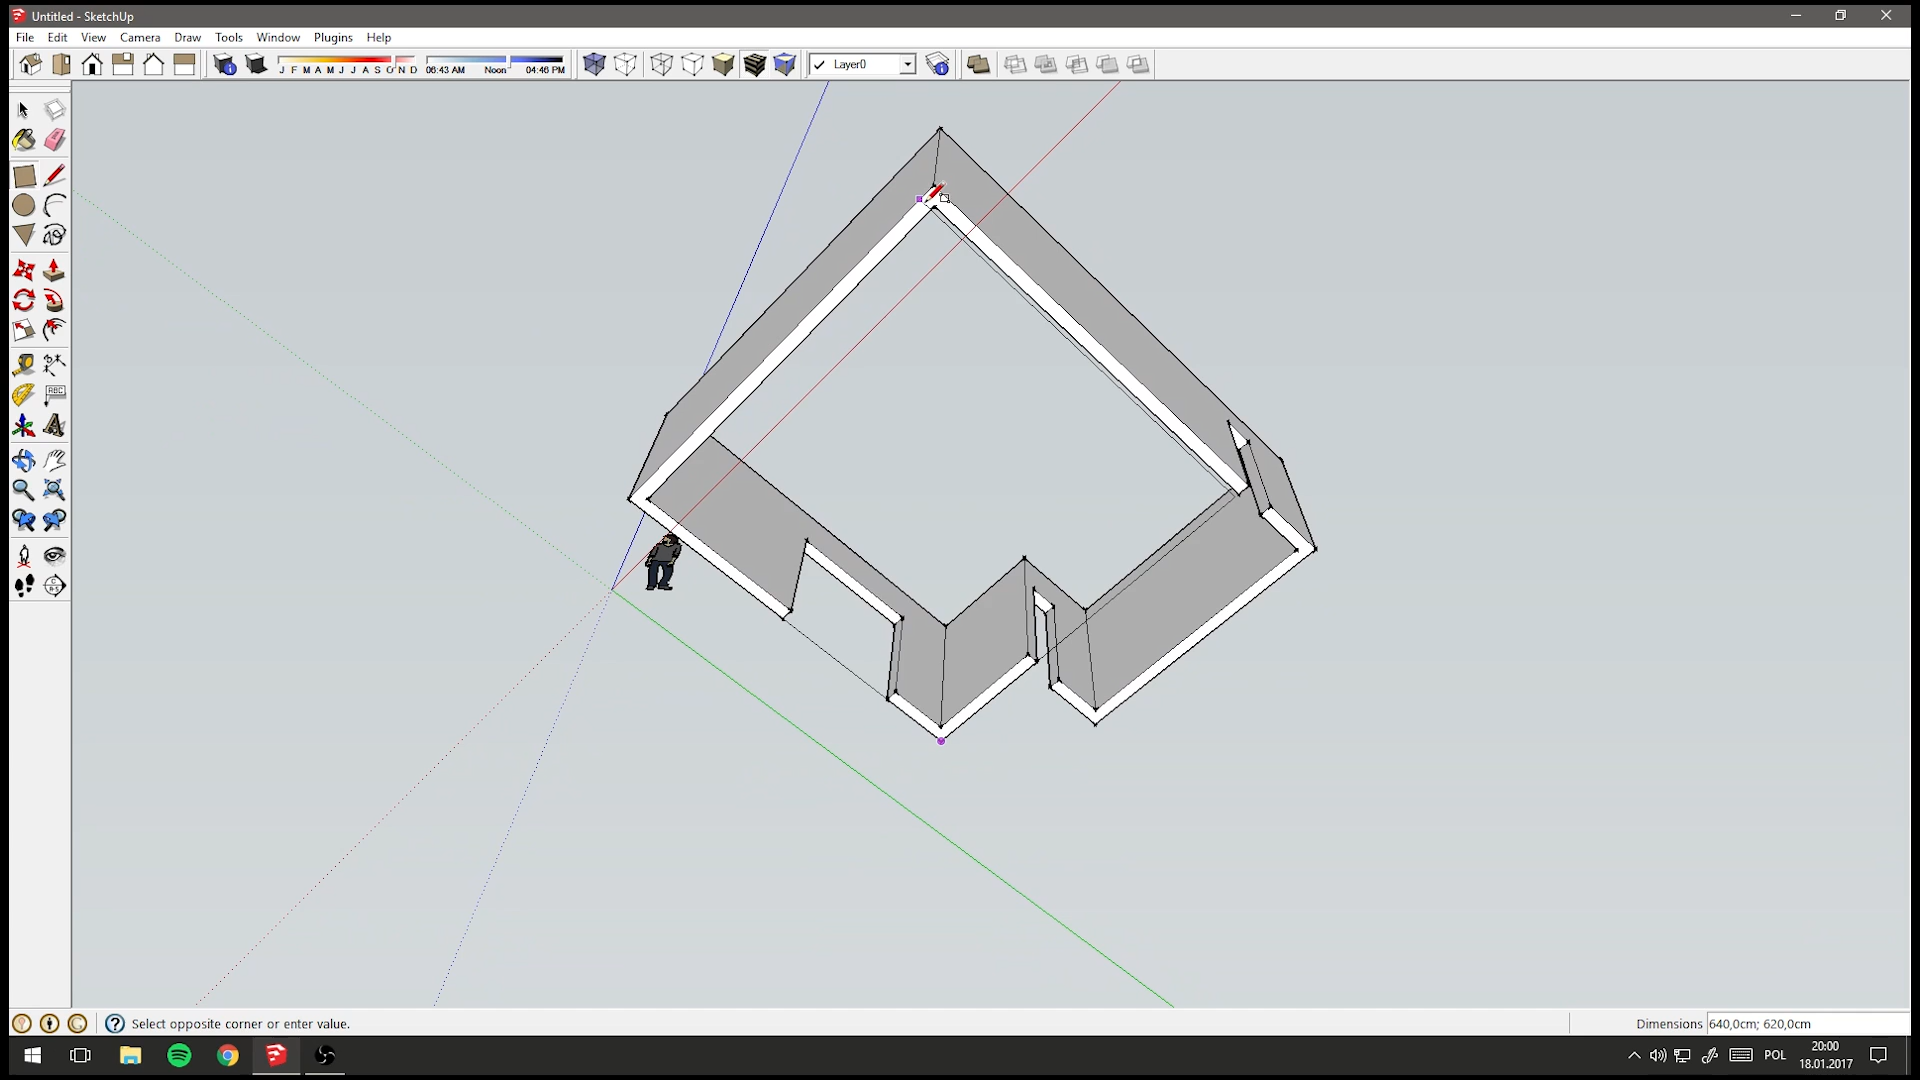 Untitled - SketchUp
File Edit View Camera Draw Tools Window Plugins Help
J F M A M J J A S O N D 06:43 AM Noon 04:46 PM Layer0
ABC
Select opposite corner or enter value. Dimensions 640,0cm; 620,0cm
POL 20:00
18.01.2017